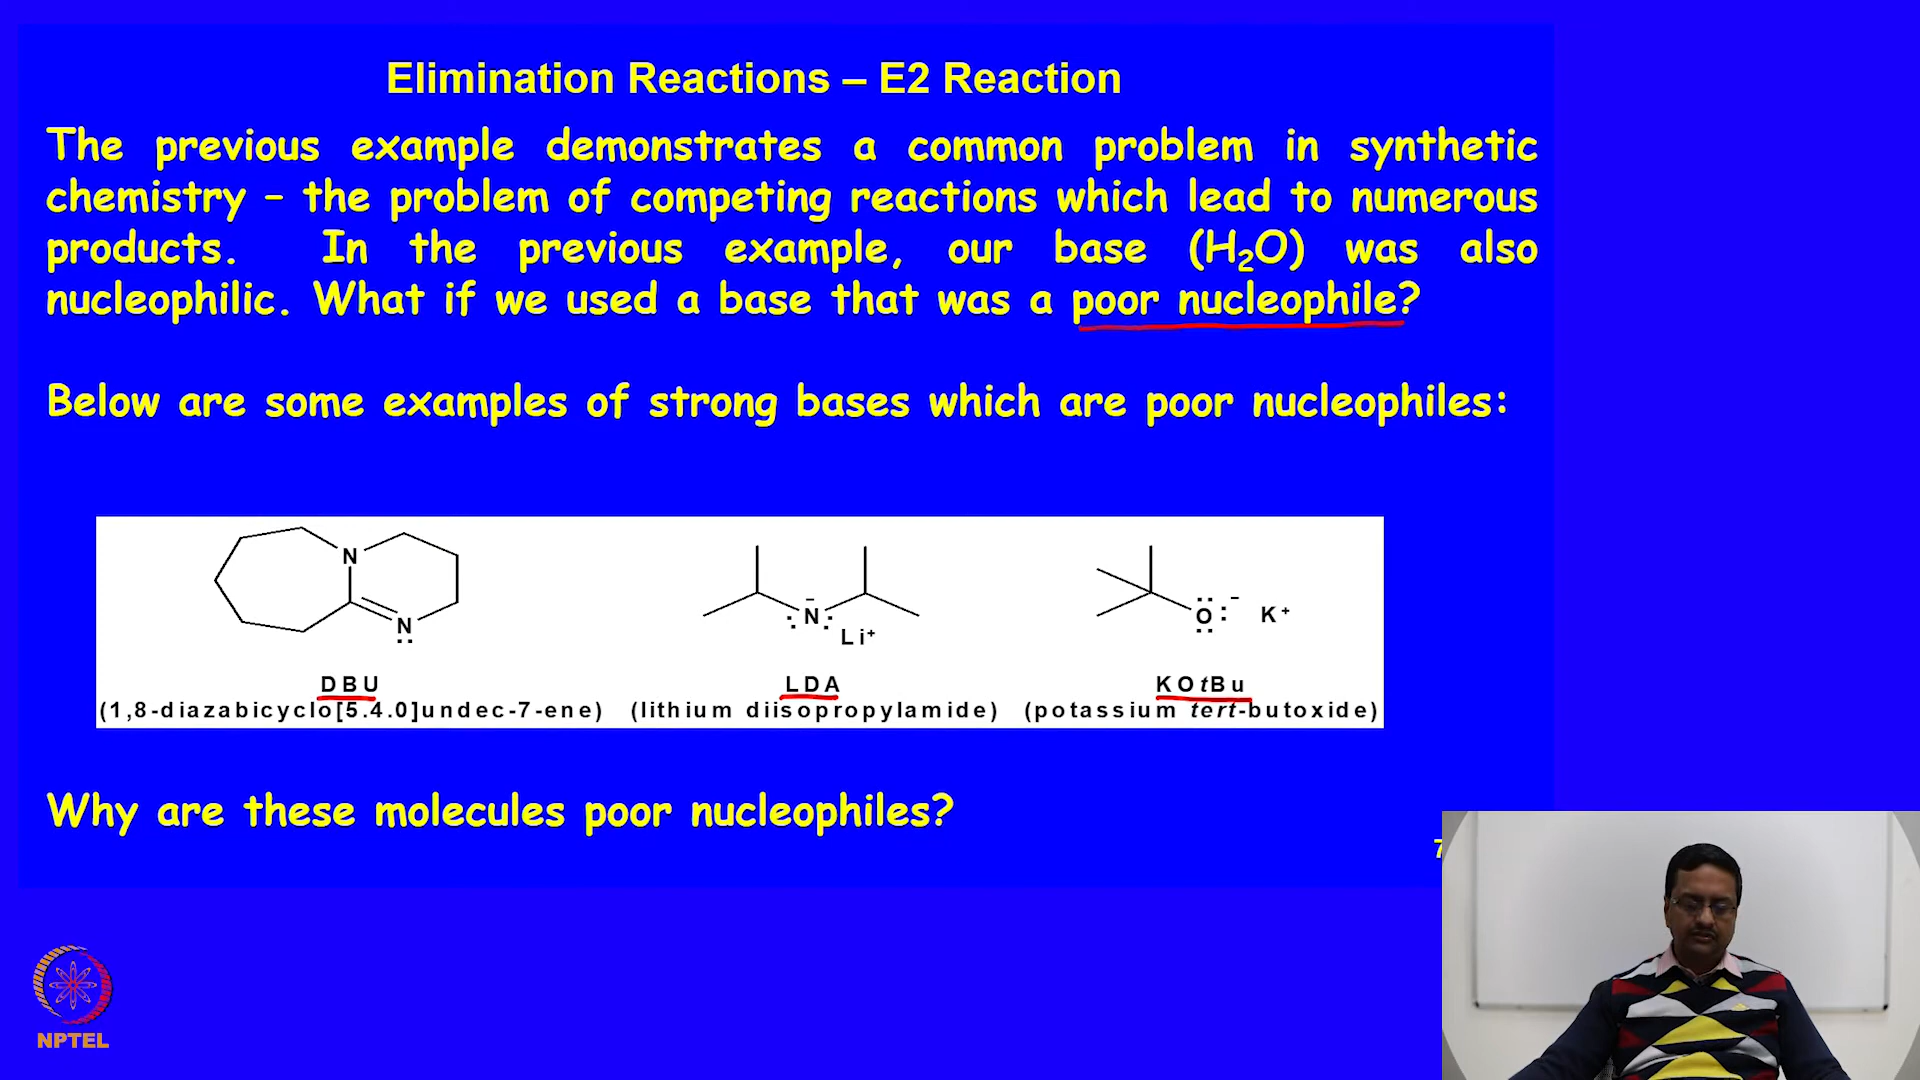 Elimination Reactions – E2 Reaction
The previous example demonstrates a common problem in synthetic
chemistry – the problem of competing reactions which lead to numerous
products. In the previous example, our base (H₂O) was also
nucleophilic. What if we used a base that was a poor nucleophile?
Below are some examples of strong bases which are poor nucleophiles:
N
N
N
Li⁺
O
K⁺
DBU
LDA
KOtBu
(1,8-diazabicyclo[5.4.0]undec-7-ene)
(lithium diisopropylamide)
(potassium tert-butoxide)
Why are these molecules poor nucleophiles?
7
NPTEL